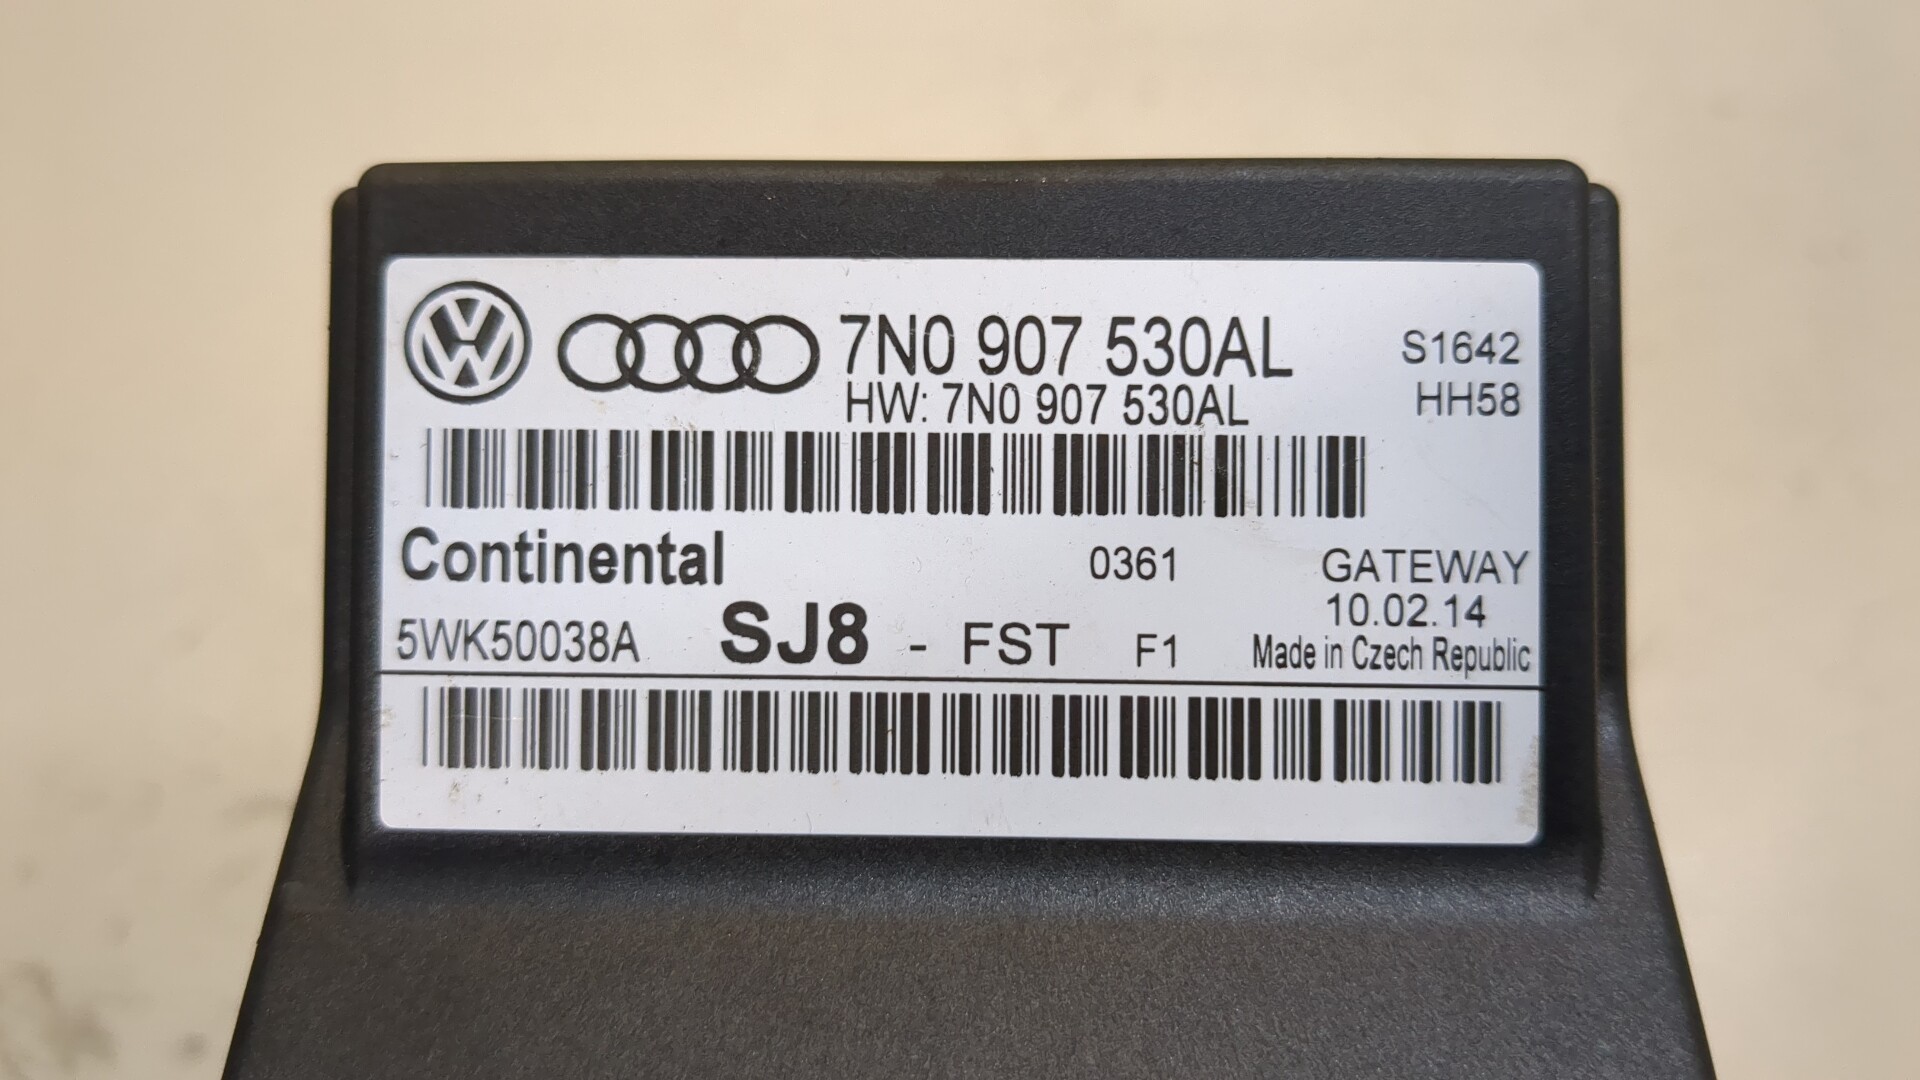 7N0 907 530AL S1642
HW: 7N0 907 530AL HH58
Continental 0361 GATEWAY
10.02.14
5WK50038A SJ8 - FST F1 Made in Czech Republic